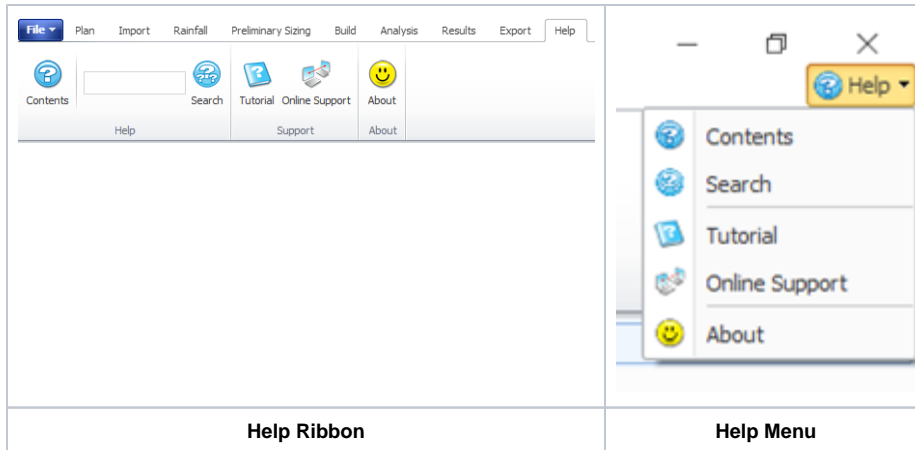 File Plan Import Rainfall Preliminary Sizing Build Analysis Results Export Help
Contents Search Tutorial Online Support About
Help Support About
Help
Contents
Search
Tutorial
Online Support
About
Help Ribbon Help Menu